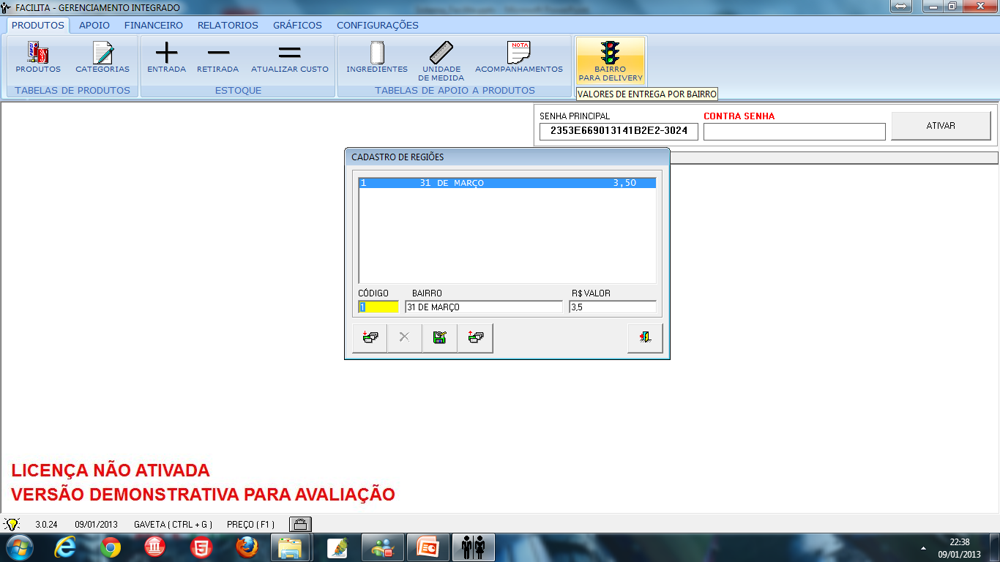 FACILITA - GERENCIAMENTO INTEGRADO
PRODUTOS APOIO FINANCEIRO RELATORIOS GRÁFICOS CONFIGURAÇÕES
PRODUTOS CATEGORIAS ENTRADA RETIRADA ATUALIZAR CUSTO INGREDIENTES UNIDADE DE MEDIDA NOTA ACOMPANHAMENTOS BAIRRO PARA DELIVERY
TABELAS DE PRODUTOS ESTOQUE TABELAS DE APOIO A PRODUTOS
VALORES DE ENTREGA POR BAIRRO
SENHA PRINCIPAL CONTRA SENHA
2353E669013141B2E2-3024 ATIVAR
CADASTRO DE REGIÕES
1 31 DE MARÇO 3,50
CÓDIGO BAIRRO R$ VALOR
1 31 DE MARÇO 3,5
LICENÇA NÃO ATIVADA
VERSÃO DEMONSTRATIVA PARA AVALIAÇÃO
3.0.24 09/01/2013 GAVETA ( CTRL + G ) PREÇO ( F1 )
22:38
09/01/2013